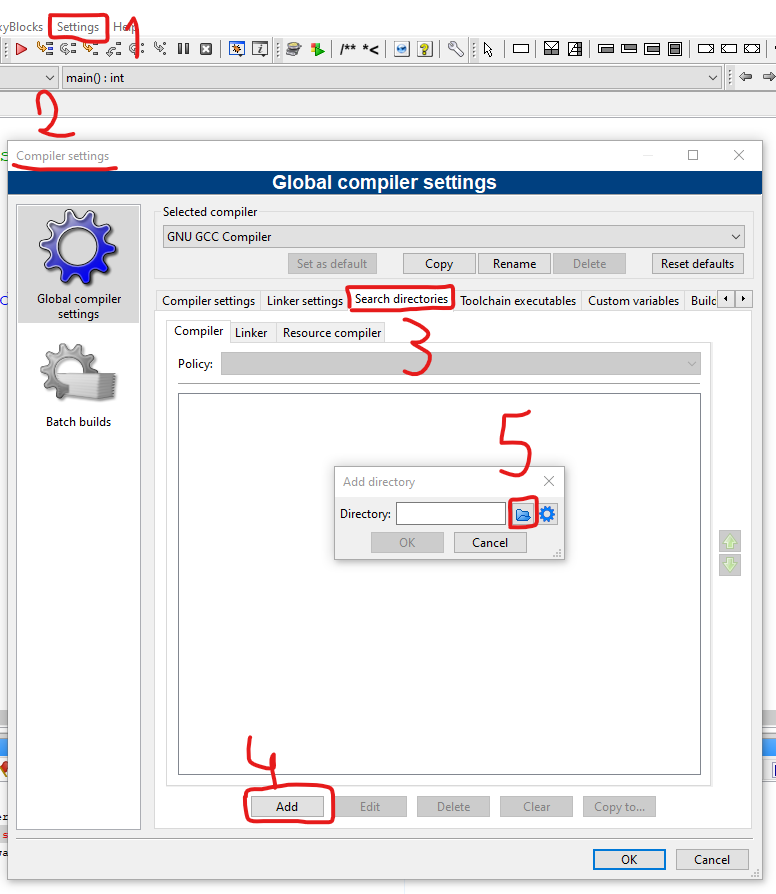 xyBlocks Settings Help
1
/** *<
main() : int
2
Compiler settings
Global compiler settings
Global compiler settings
Batch builds
Selected compiler
GNU GCC Compiler
Set as default Copy Rename Delete Reset defaults
Compiler settings Linker settings Search directories Toolchain executables Custom variables Build
3
Compiler Linker Resource compiler
Policy:
5
Add directory
Directory:
OK Cancel
4
Add Edit Delete Clear Copy to...
OK Cancel